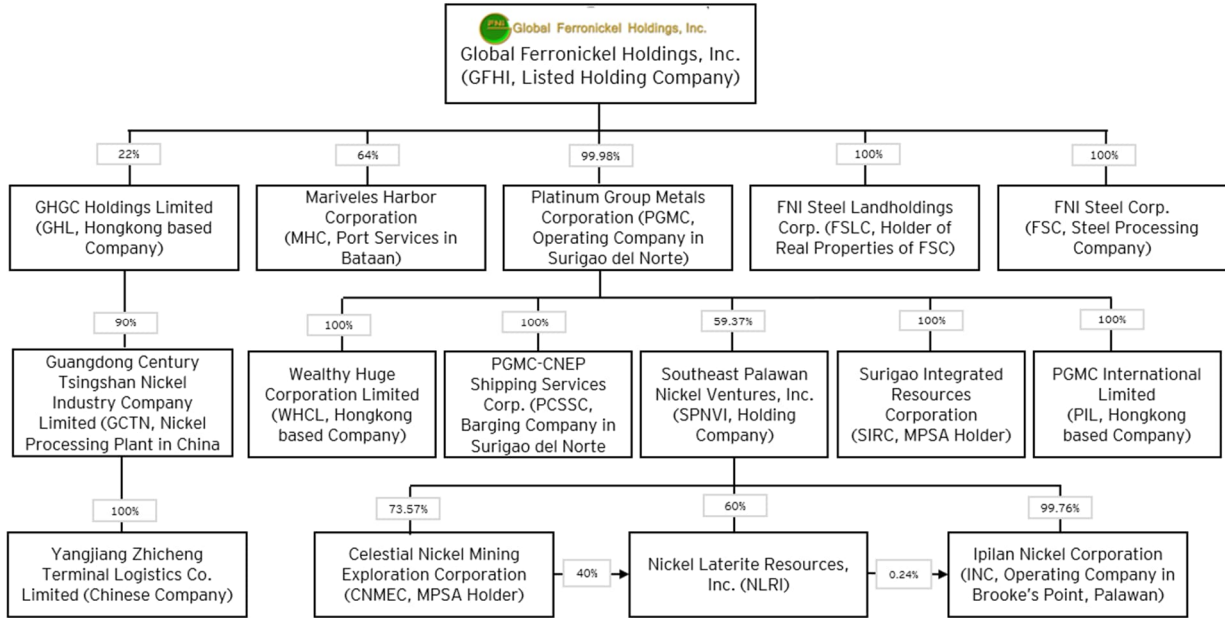 FNI
Global Ferronickel Holdings, Inc.
Global Ferronickel Holdings, Inc.
(GFHI, Listed Holding Company)
22%
64%
99.98%
100%
100%
GHGC Holdings Limited
(GHL, Hongkong based
Company)
Mariveles Harbor
Corporation
(MHC, Port Services in
Bataan)
Platinum Group Metals
Corporation (PGMC,
Operating Company in
Surigao del Norte)
FNI Steel Landholdings
Corp. (FSLC, Holder of
Real Properties of FSC)
FNI Steel Corp.
(FSC, Steel Processing
Company)
90%
100%
100%
59.37%
100%
100%
Guangdong Century
Tsingshan Nickel
Industry Company
Limited (GCTN, Nickel
Processing Plant in China
Wealthy Huge
Corporation Limited
(WHCL, Hongkong
based Company)
PGMC-CNEP
Shipping Services
Corp. (PCSSC,
Barging Company in
Surigao del Norte
Southeast Palawan
Nickel Ventures, Inc.
(SPNVI, Holding
Company)
Surigao Integrated
Resources
Corporation
(SIRC, MPSA Holder)
PGMC International
Limited
(PIL, Hongkong
based Company)
100%
73.57%
60%
99.76%
Yangjiang Zhicheng
Terminal Logistics Co.
Limited (Chinese Company)
Celestial Nickel Mining
Exploration Corporation
(CNMEC, MPSA Holder)
40%
Nickel Laterite Resources,
Inc. (NLRI)
0.24%
Ipilan Nickel Corporation
(INC, Operating Company in
Brooke's Point, Palawan)